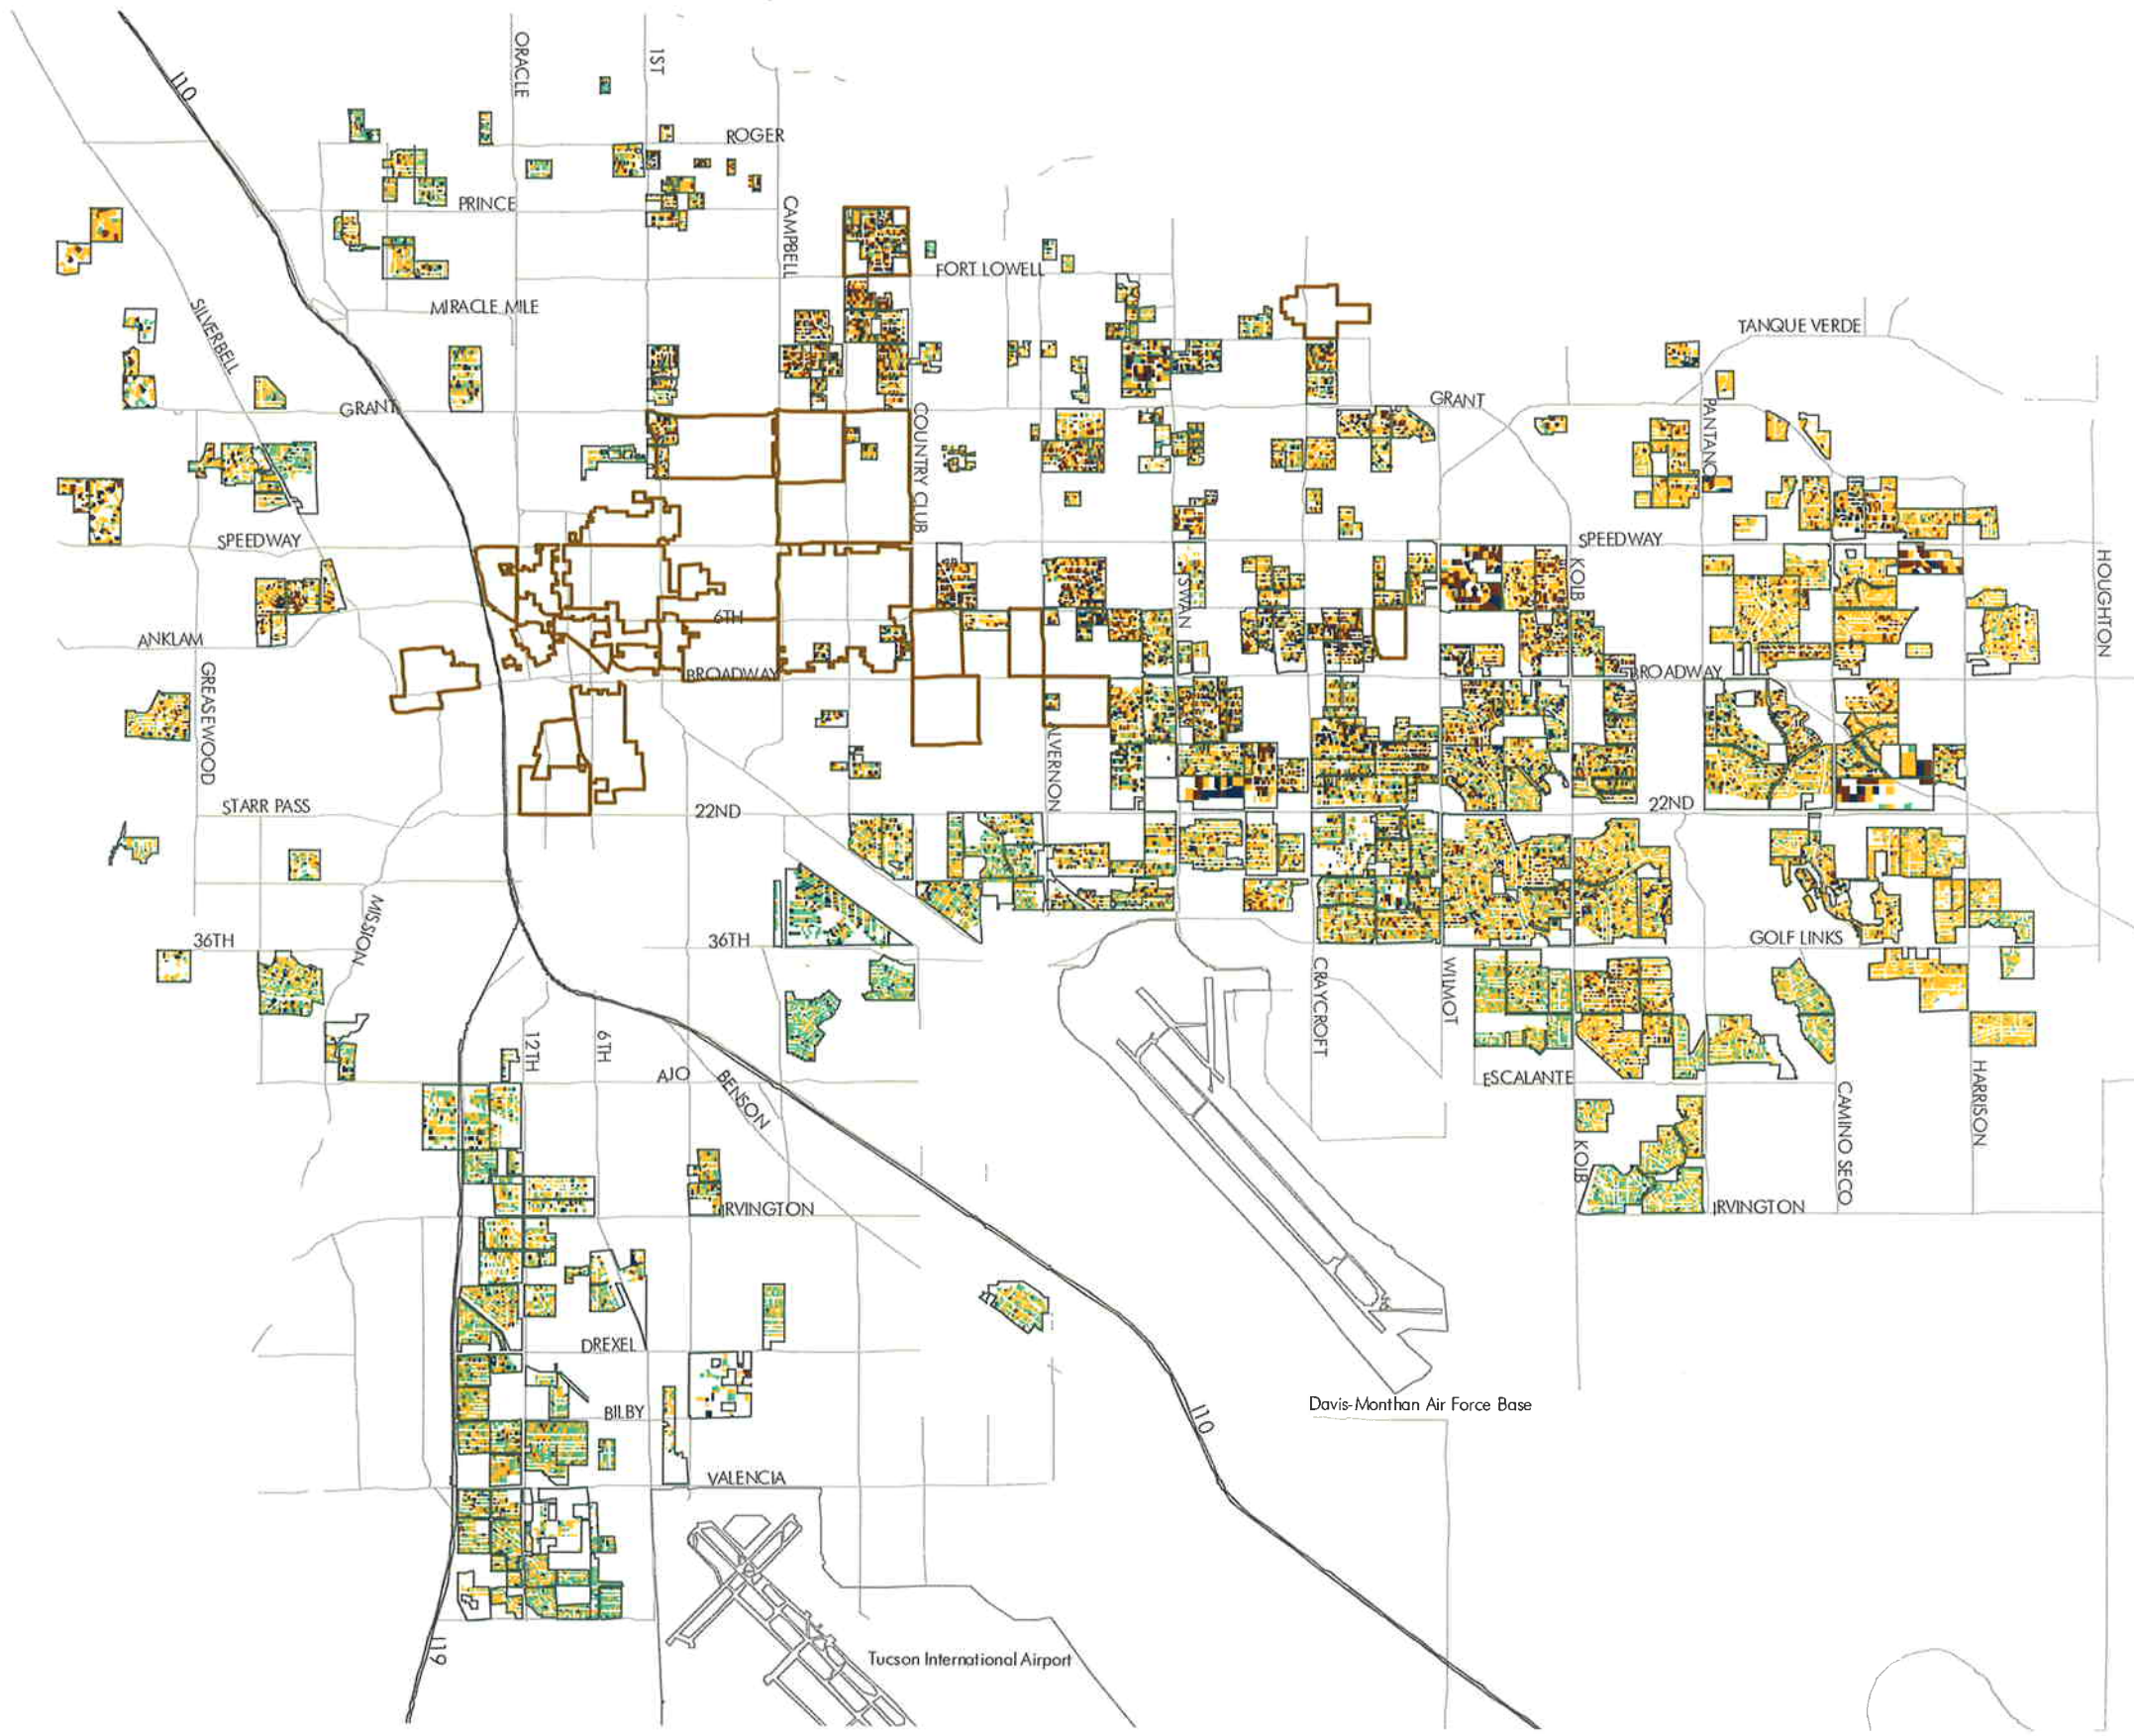 I10
ORACLE
1ST
ROGER
PRINCE
CAMPBELL
FORT LOWELL
MIRACLE MILE
SILVERBELL
TANQUE VERDE
GRANT
GRANT
PANTANO
COUNTRY CLUB
SPEEDWAY
SPEEDWAY
KOLB
HOUGHTON
SWAN
6TH
ANKLAM
GREASEWOOD
BROADWAY
BROADWAY
ALVERNON
STARR PASS
22ND
22ND
MISSION
36TH
36TH
GOLF LINKS
CRAYCROFT
WILMOT
12TH
6TH
AJO
BENSON
ESCALANTE
HARRISON
CAMINO SECO
KOLB
IRVINGTON
IRVINGTON
DREXEL
Davis-Monthan Air Force Base
BILBY
I10
VALENCIA
I19
Tucson International Airport